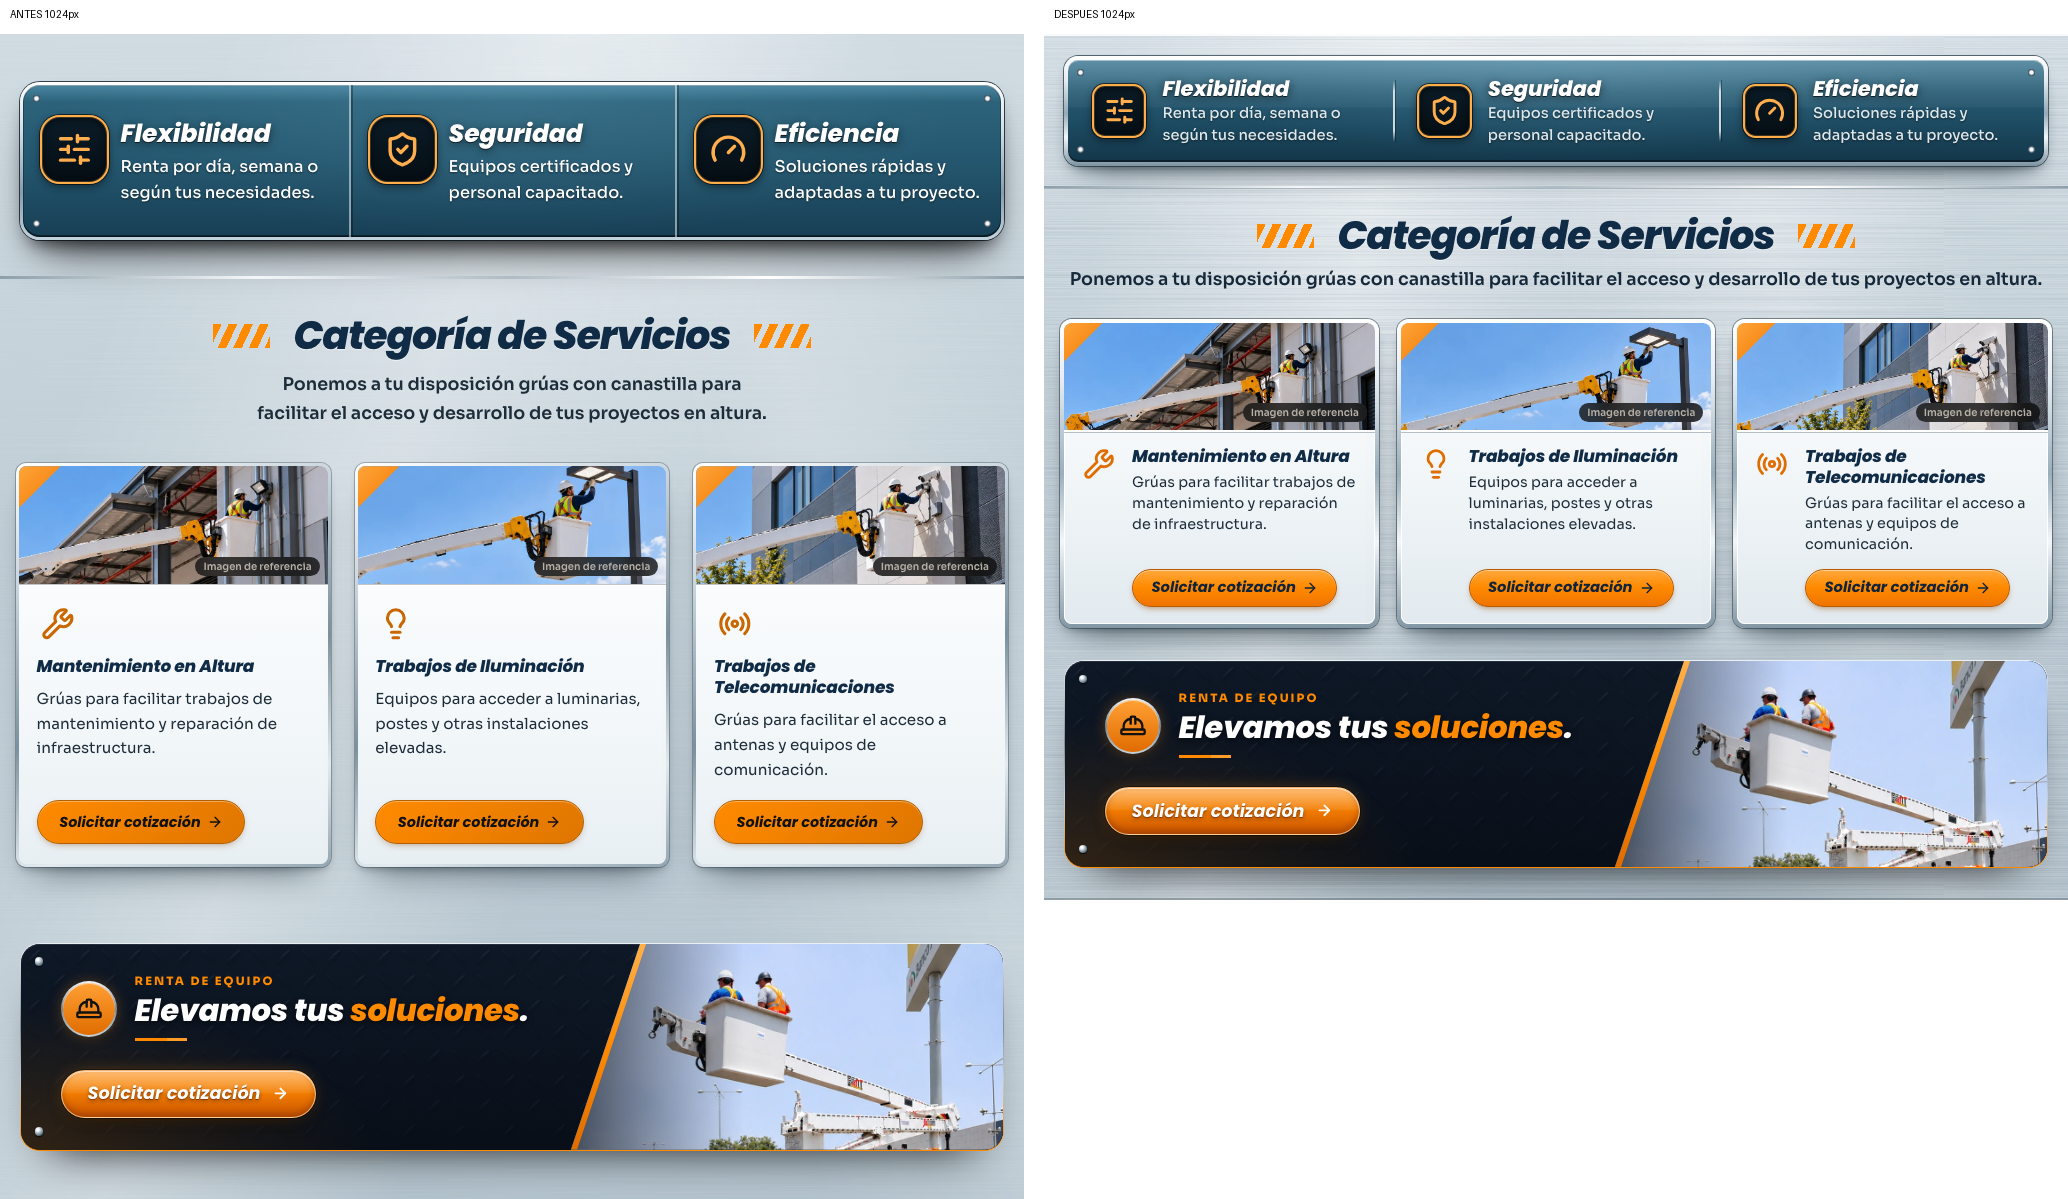 ANTES 1024px
Flexibilidad
Renta por día, semana o
según tus necesidades.
Seguridad
Equipos certificados y
personal capacitado.
Eficiencia
Soluciones rápidas y
adaptadas a tu proyecto.
Categoría de Servicios
Ponemos a tu disposición grúas con canastilla para
facilitar el acceso y desarrollo de tus proyectos en altura.
Imagen de referencia
Mantenimiento en Altura
Grúas para facilitar trabajos de
mantenimiento y reparación de
infraestructura.
Solicitar cotización
Imagen de referencia
Trabajos de Iluminación
Equipos para acceder a luminarias,
postes y otras instalaciones
elevadas.
Solicitar cotización
Imagen de referencia
Trabajos de
Telecomunicaciones
Grúas para facilitar el acceso a
antenas y equipos de
comunicación.
Solicitar cotización
RENTA DE EQUIPO
Elevamos tus soluciones.
Solicitar cotización
DESPUES 1024px
Flexibilidad
Renta por día, semana o
según tus necesidades.
Seguridad
Equipos certificados y
personal capacitado.
Eficiencia
Soluciones rápidas y
adaptadas a tu proyecto.
Categoría de Servicios
Ponemos a tu disposición grúas con canastilla para facilitar el acceso y desarrollo de tus proyectos en altura.
Imagen de referencia
Mantenimiento en Altura
Grúas para facilitar trabajos de
mantenimiento y reparación
de infraestructura.
Solicitar cotización
Imagen de referencia
Trabajos de Iluminación
Equipos para acceder a
luminarias, postes y otras
instalaciones elevadas.
Solicitar cotización
Imagen de referencia
Trabajos de
Telecomunicaciones
Grúas para facilitar el acceso a
antenas y equipos de
comunicación.
Solicitar cotización
RENTA DE EQUIPO
Elevamos tus soluciones.
Solicitar cotización